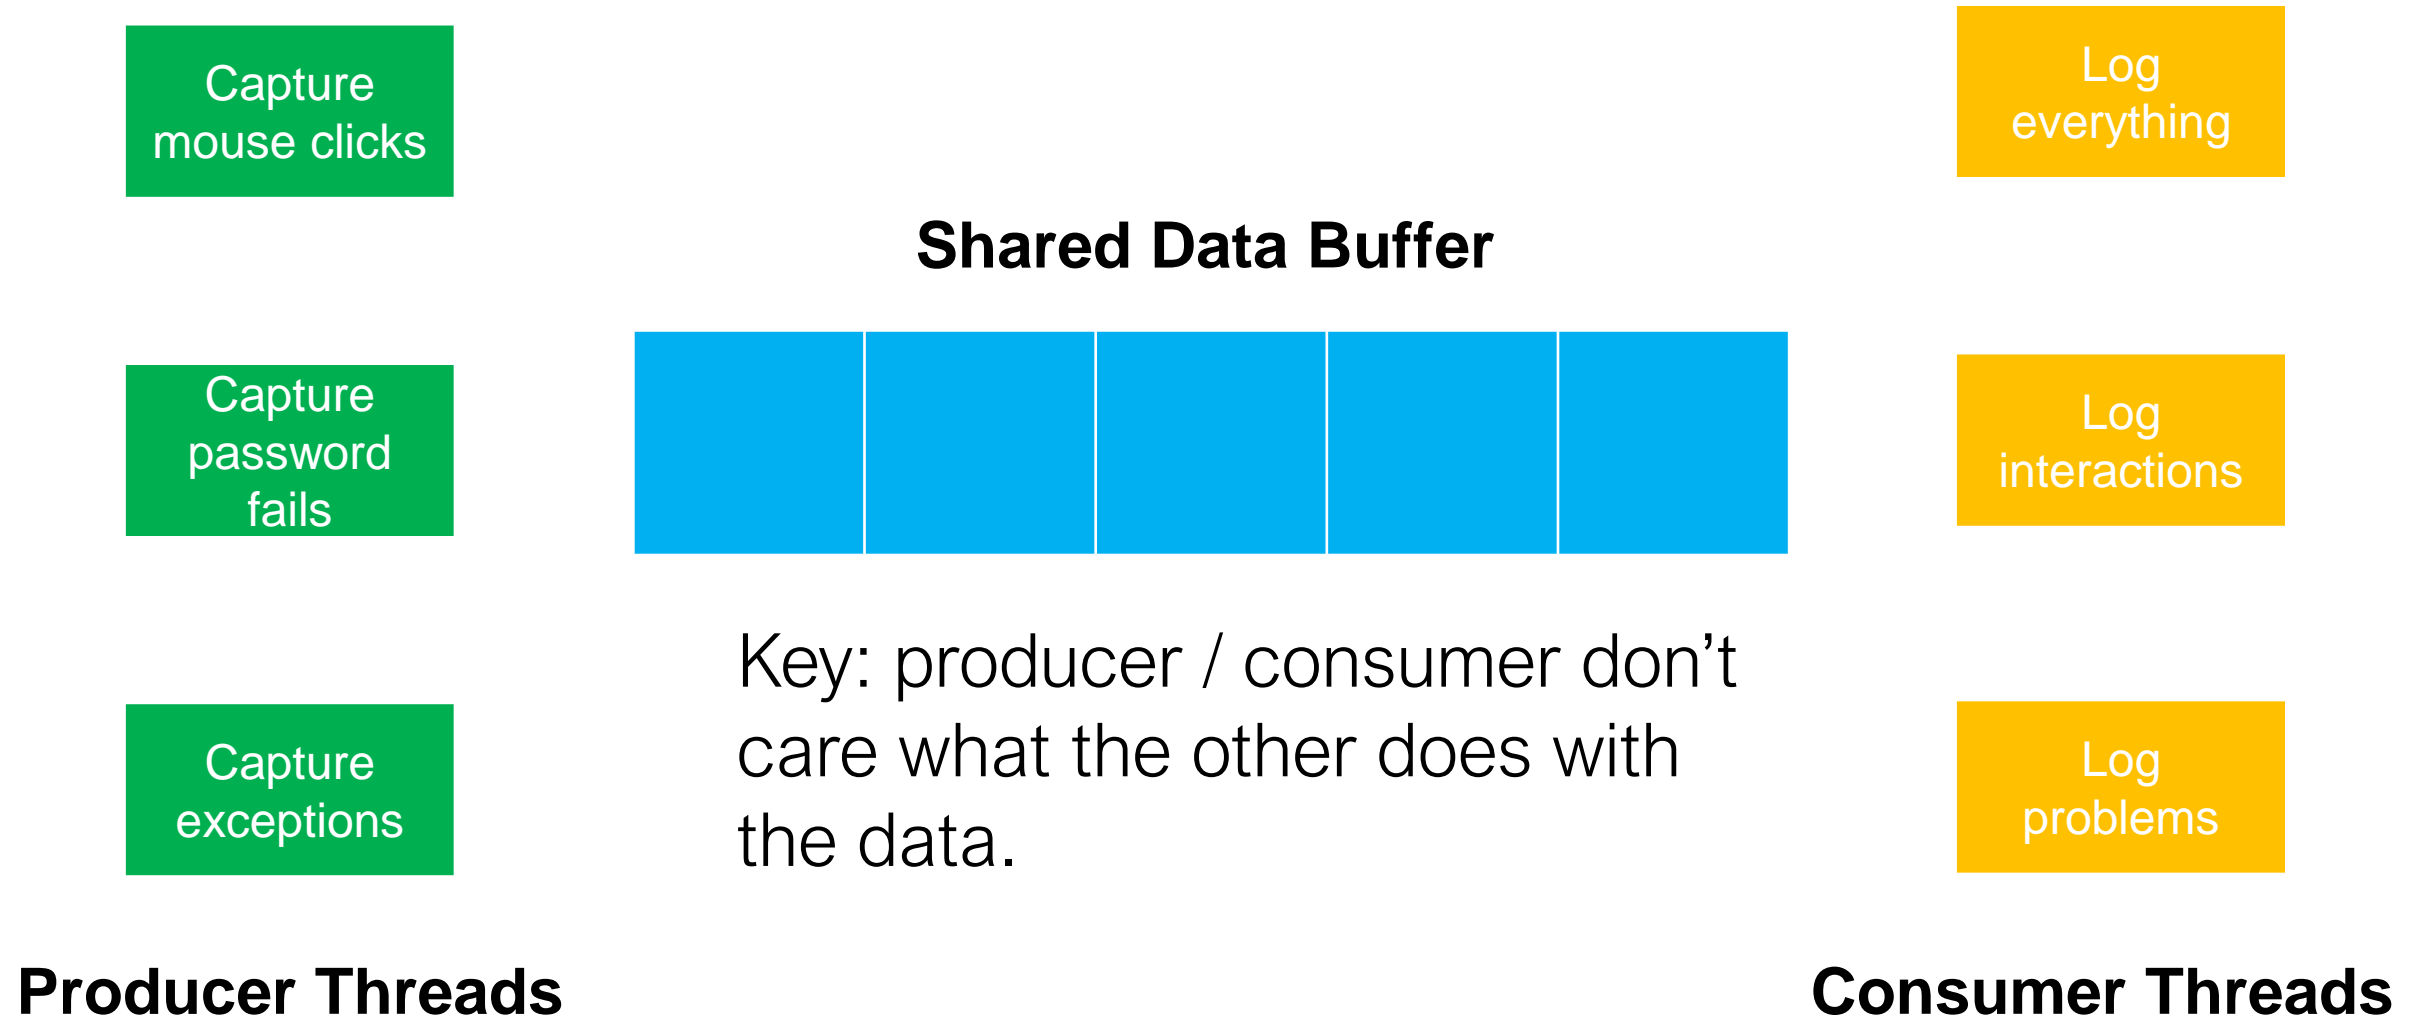 Capture
mouse clicks
Capture
password
fails
Capture
exceptions
Producer Threads
Shared Data Buffer
Key: producer / consumer don’t
care what the other does with
the data.
Log
everything
Log
interactions
Log
problems
Consumer Threads